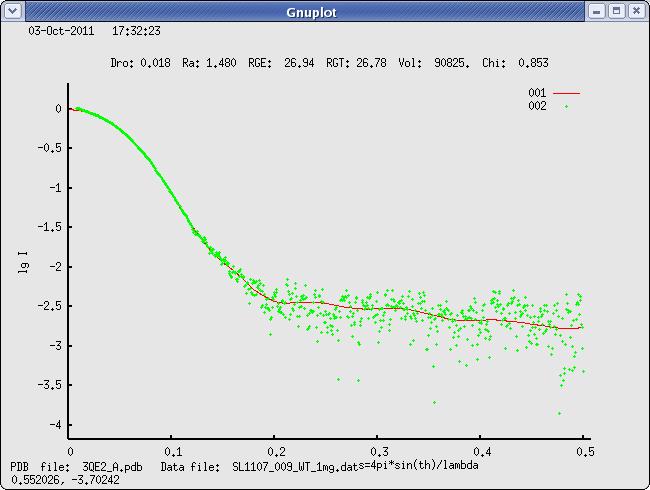 Gnuplot
03-Oct-2011 17:32:23
Dro: 0.018 Ra: 1.480 RGE: 26.94 RGT: 26.78 Vol: 90825. Chi: 0.853
001
002
0
-0.5
-1
-1.5
-2
-2.5
-3
-3.5
-4
lg I
0 0.1 0.2 0.3 0.4 0.5
PDB file: 3QE2_A.pdb Data file: SL1107_009_WT_1mg.dat s=4pi*sin(th)/lambda
0.552026, -3.70242